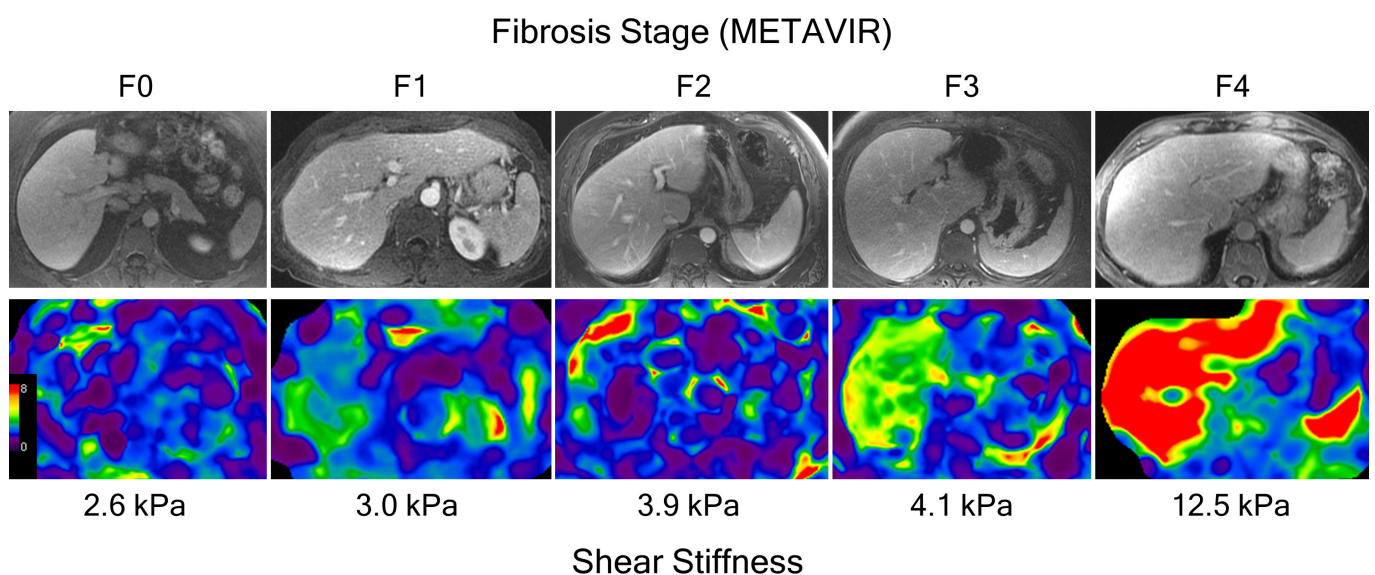 Fibrosis Stage (METAVIR)
F0 F1 F2 F3 F4
8
0
2.6 kPa 3.0 kPa 3.9 kPa 4.1 kPa 12.5 kPa
Shear Stiffness